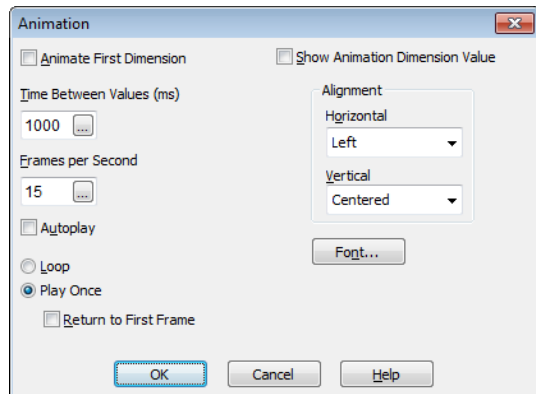 Animation
Animate First Dimension
Show Animation Dimension Value
Time Between Values (ms)
1000 ...
Frames per Second
15 ...
Autoplay
Loop
Play Once
Return to First Frame
Alignment
Horizontal
Left
Vertical
Centered
Font...
OK Cancel Help